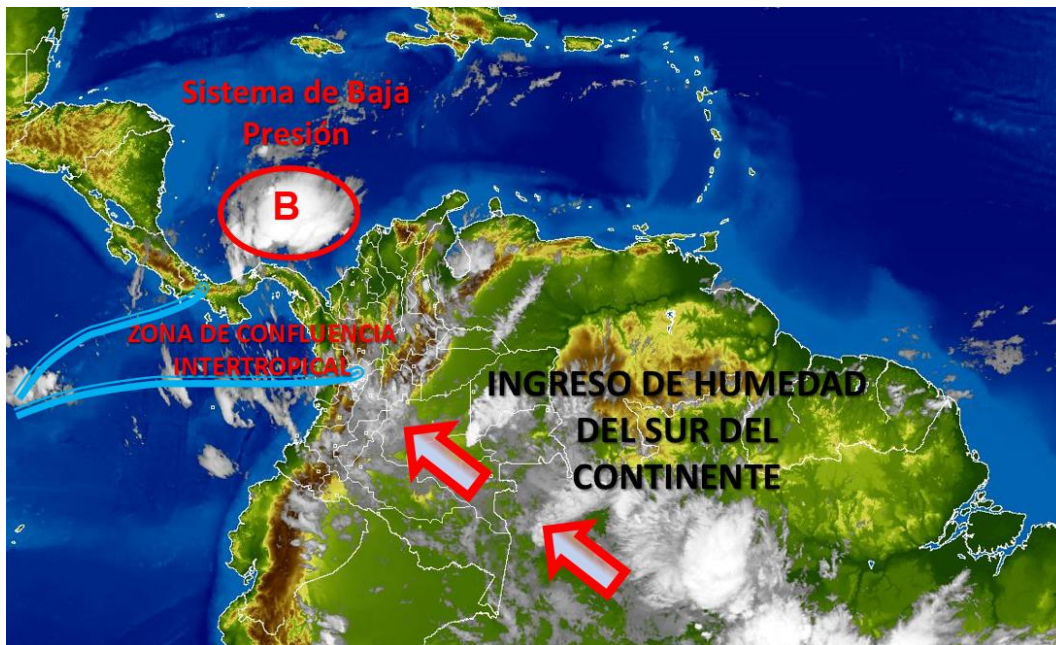 Sistema de Baja
Presión
B
ZONA DE CONFLUENCIA
INTERTROPICAL
INGRESO DE HUMEDAD
DEL SUR DEL
CONTINENTE